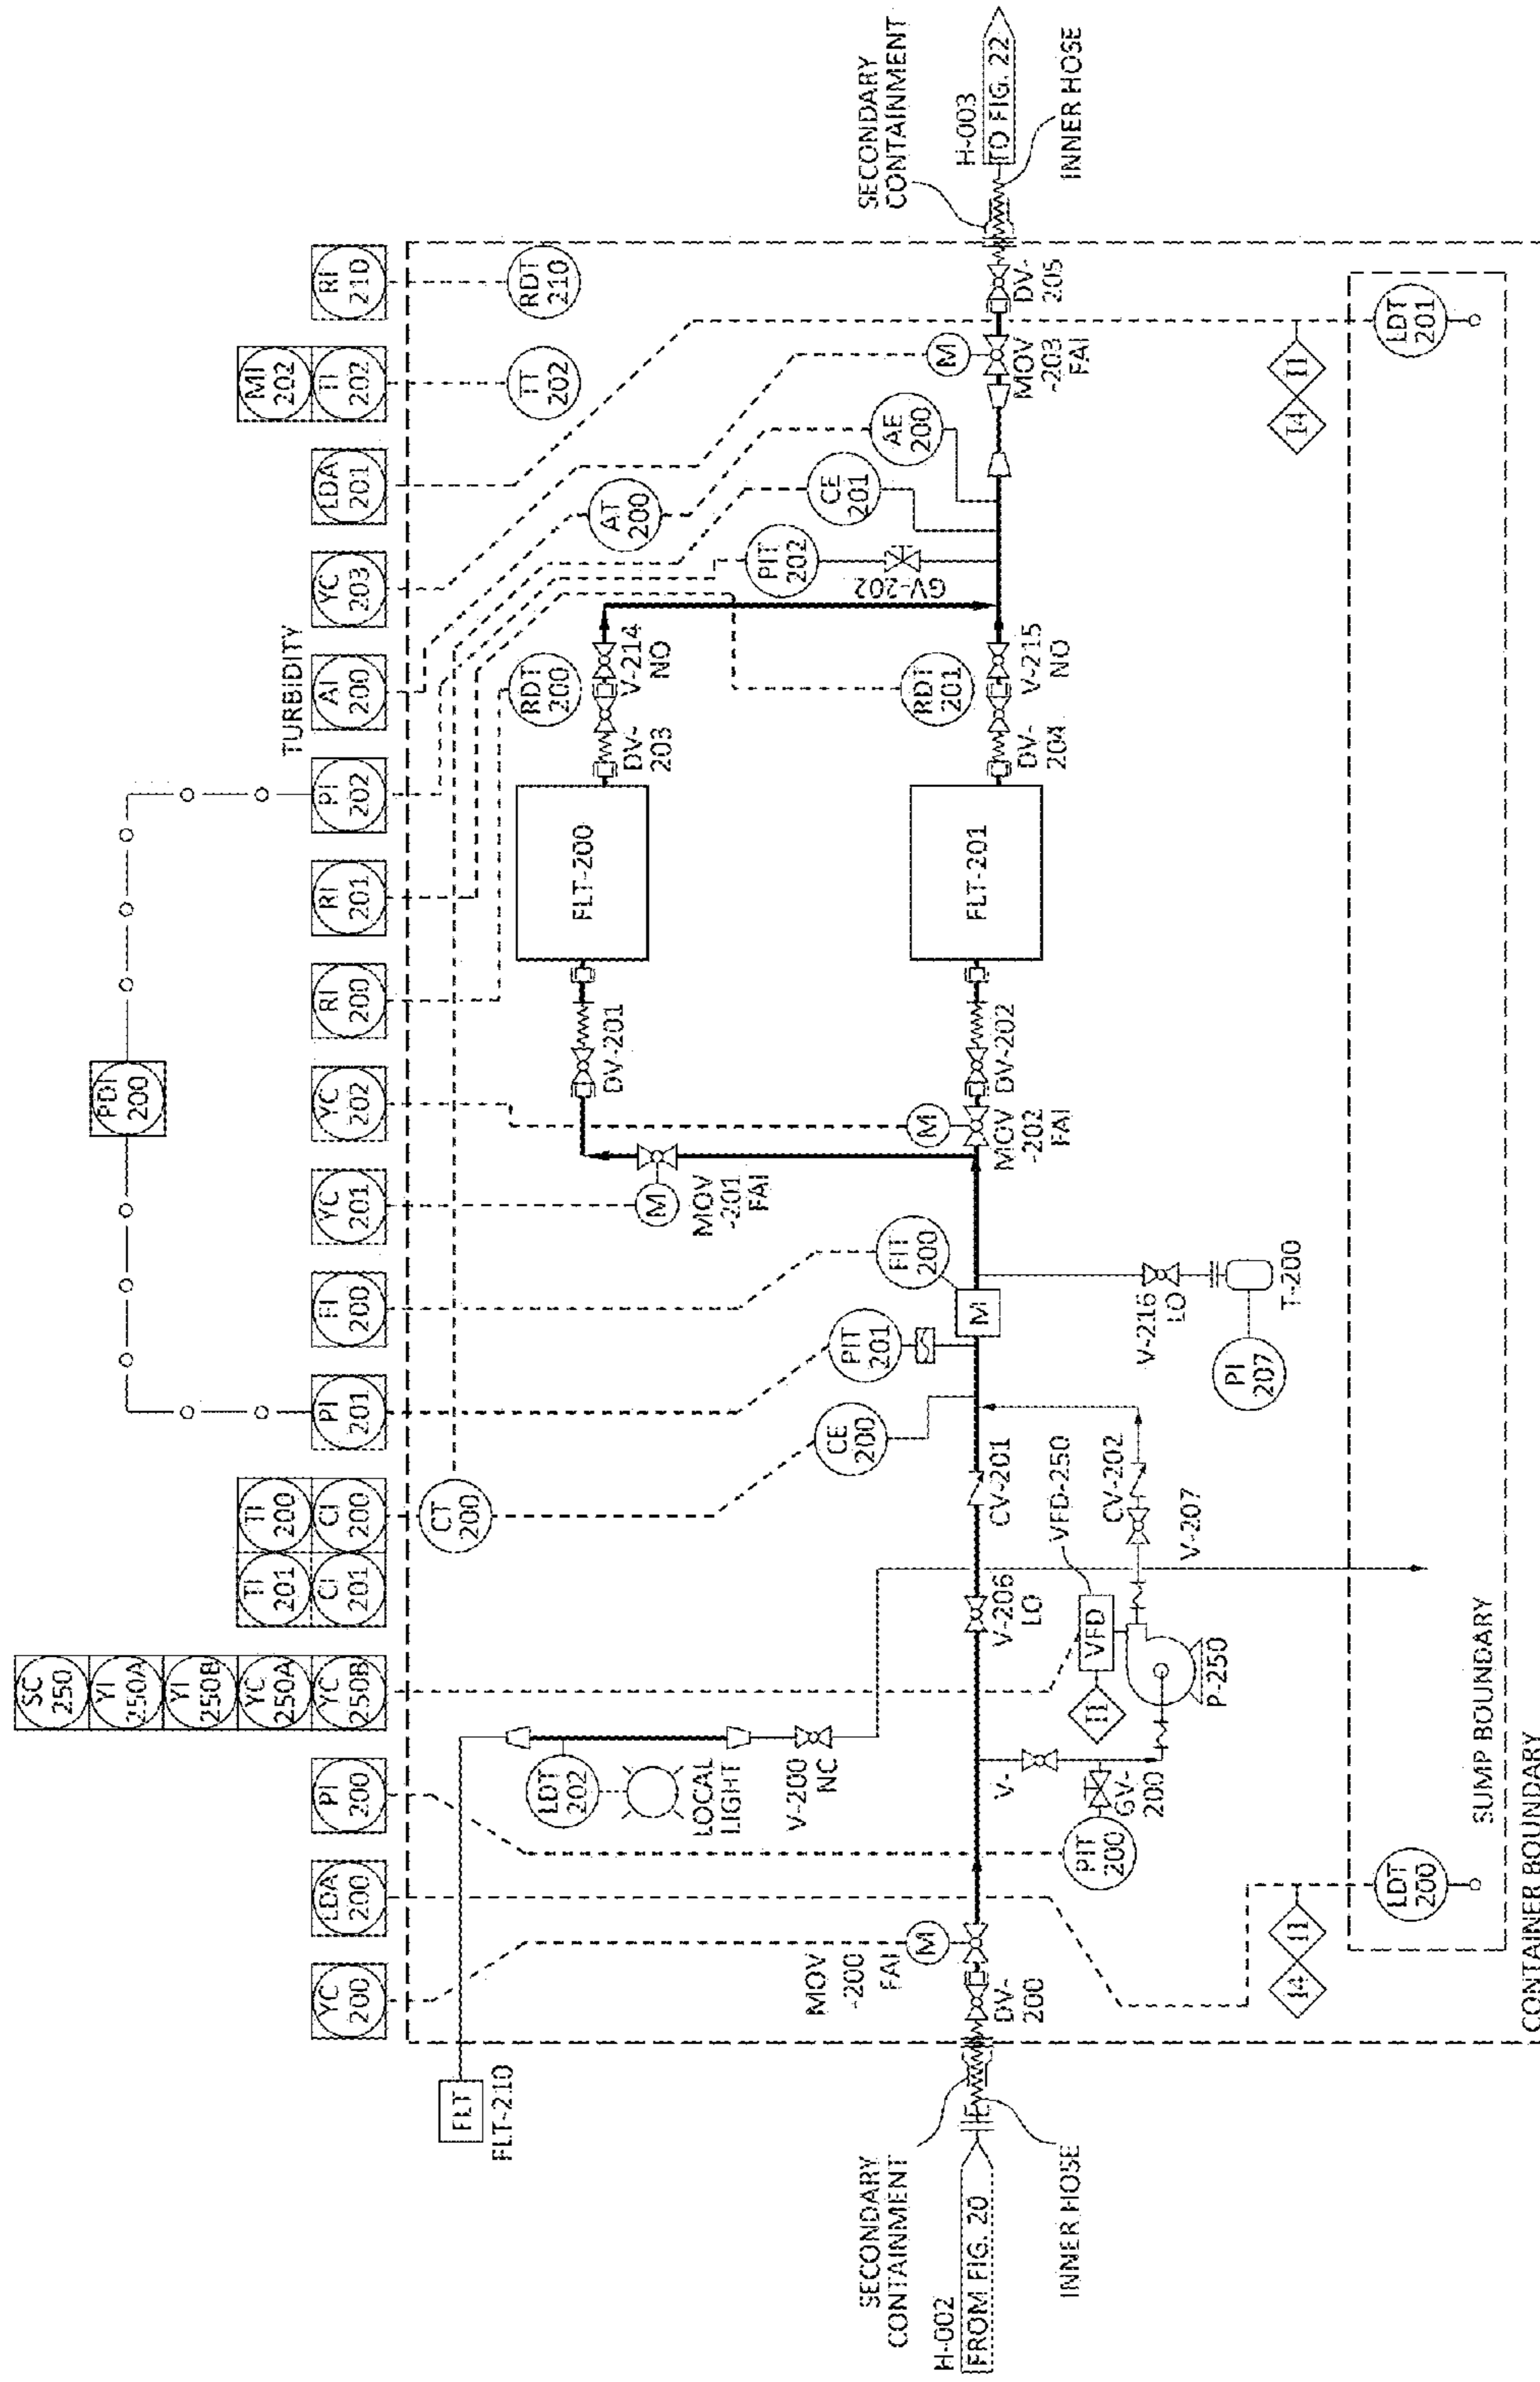 SC
250
YI
250A
YI
250B
YC
250A
YC
250B
PDI
200
YC
200
LDA
200
PI
200
TI
201
CI
201
TI
200
CI
200
PI
201
FI
200
YC
201
YC
202
RI
200
RI
201
PI
202
TURBIDITY
AI
200
YC
203
LDA
201
MI
202
TI
202
RI
210
FLT
FLT-210
LDT
202
LOCAL
LIGHT
V-200
NC
CT
200
RDT
200
TT
202
RDT
210
AT
200
FLT-200
DV-201
DV-
203
V-214
NO
M
MOV
-201
FAI
MOV
-200
FAI
M
CE
200
PIT
201
FIT
200
M
RDT
201
PIT
202
GV-202
CE
201
AE
200
M
SECONDARY
CONTAINMENT
H-002
FROM FIG. 20
INNER HOSE
DV-
200
V-206
LO
CV-201
M
MOV
-202
FAI
DV-202
FLT-201
DV-
204
V-215
NO
MOV
-203
FAI
DV-
205
SECONDARY
CONTAINMENT
H-003
TO FIG. 22
INNER HOSE
V-
PIT
200
GV-
200
I1
VFD
VFD-250
P-250
CV-202
V-207
V-216
LO
PI
207
T-200
I4
I1
LDT
200
I4
I1
LDT
201
SUMP BOUNDARY
CONTAINER BOUNDARY